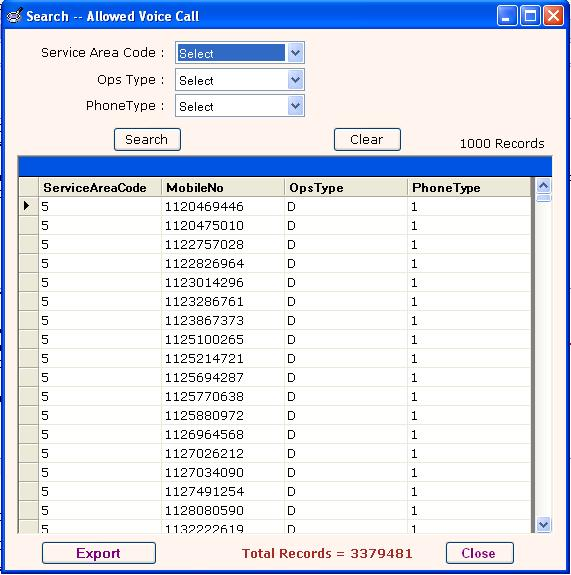 Search -- Allowed Voice Call
Service Area Code : Select
Ops Type : Select
PhoneType : Select
Search Clear 1000 Records
ServiceAreaCode MobileNo OpsType PhoneType
5 1120469446 D 1
5 1120475010 D 1
5 1122757028 D 1
5 1122826964 D 1
5 1123014296 D 1
5 1123286761 D 1
5 1123867373 D 1
5 1125100265 D 1
5 1125214721 D 1
5 1125694287 D 1
5 1125770638 D 1
5 1125880972 D 1
5 1126964568 D 1
5 1127026212 D 1
5 1127034090 D 1
5 1127491254 D 1
5 1128080590 D 1
5 1132222619 D 1
Export Total Records = 3379481 Close